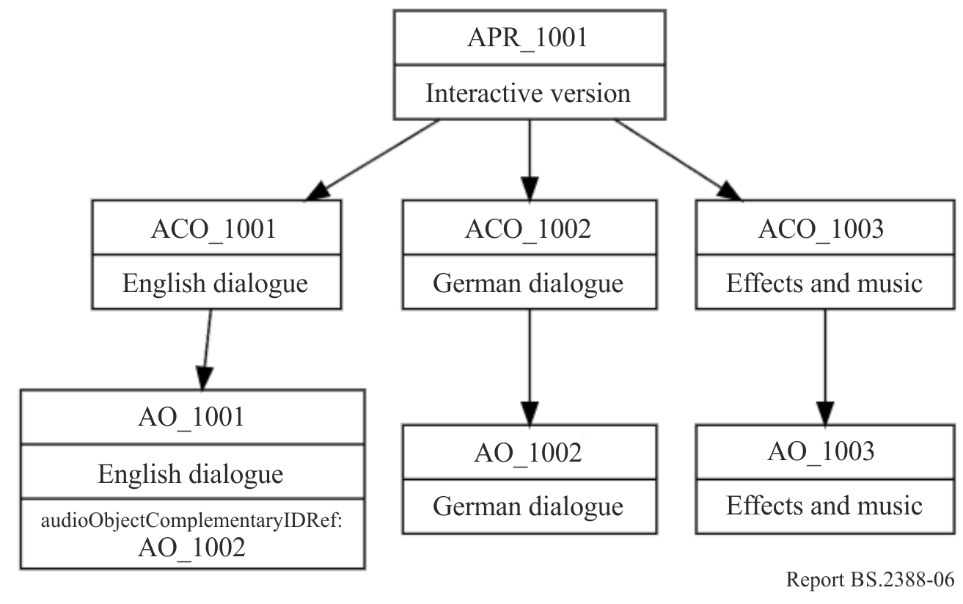 APR_1001
Interactive version
ACO_1001
English dialogue
ACO_1002
German dialogue
ACO_1003
Effects and music
AO_1001
English dialogue
audioObjectComplementaryIDRef:
AO_1002
AO_1002
German dialogue
AO_1003
Effects and music
Report BS.2388-06